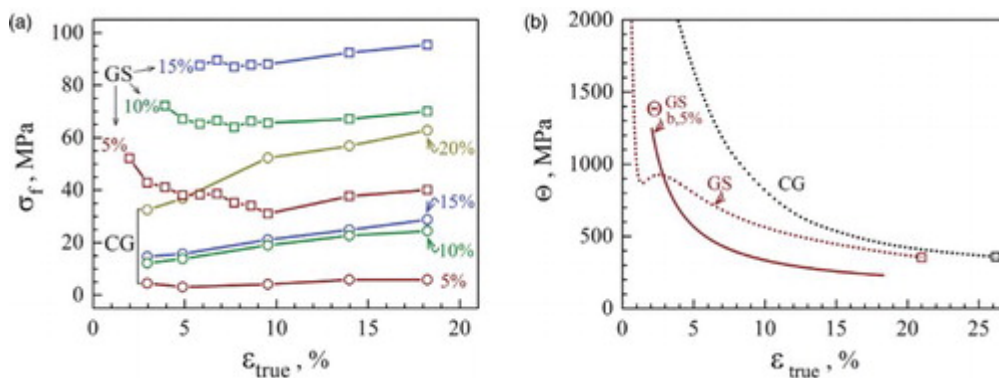 (a)
100
80
60
40
20
0
σf, MPa
GS
15%
10%
5%
CG
20%
15%
10%
5%
0 5 10 15 20
εtrue, %
(b)
2000
1500
1000
500
0
Θ, MPa
Θ GS b,5%
GS
CG
0 5 10 15 20 25
εtrue, %